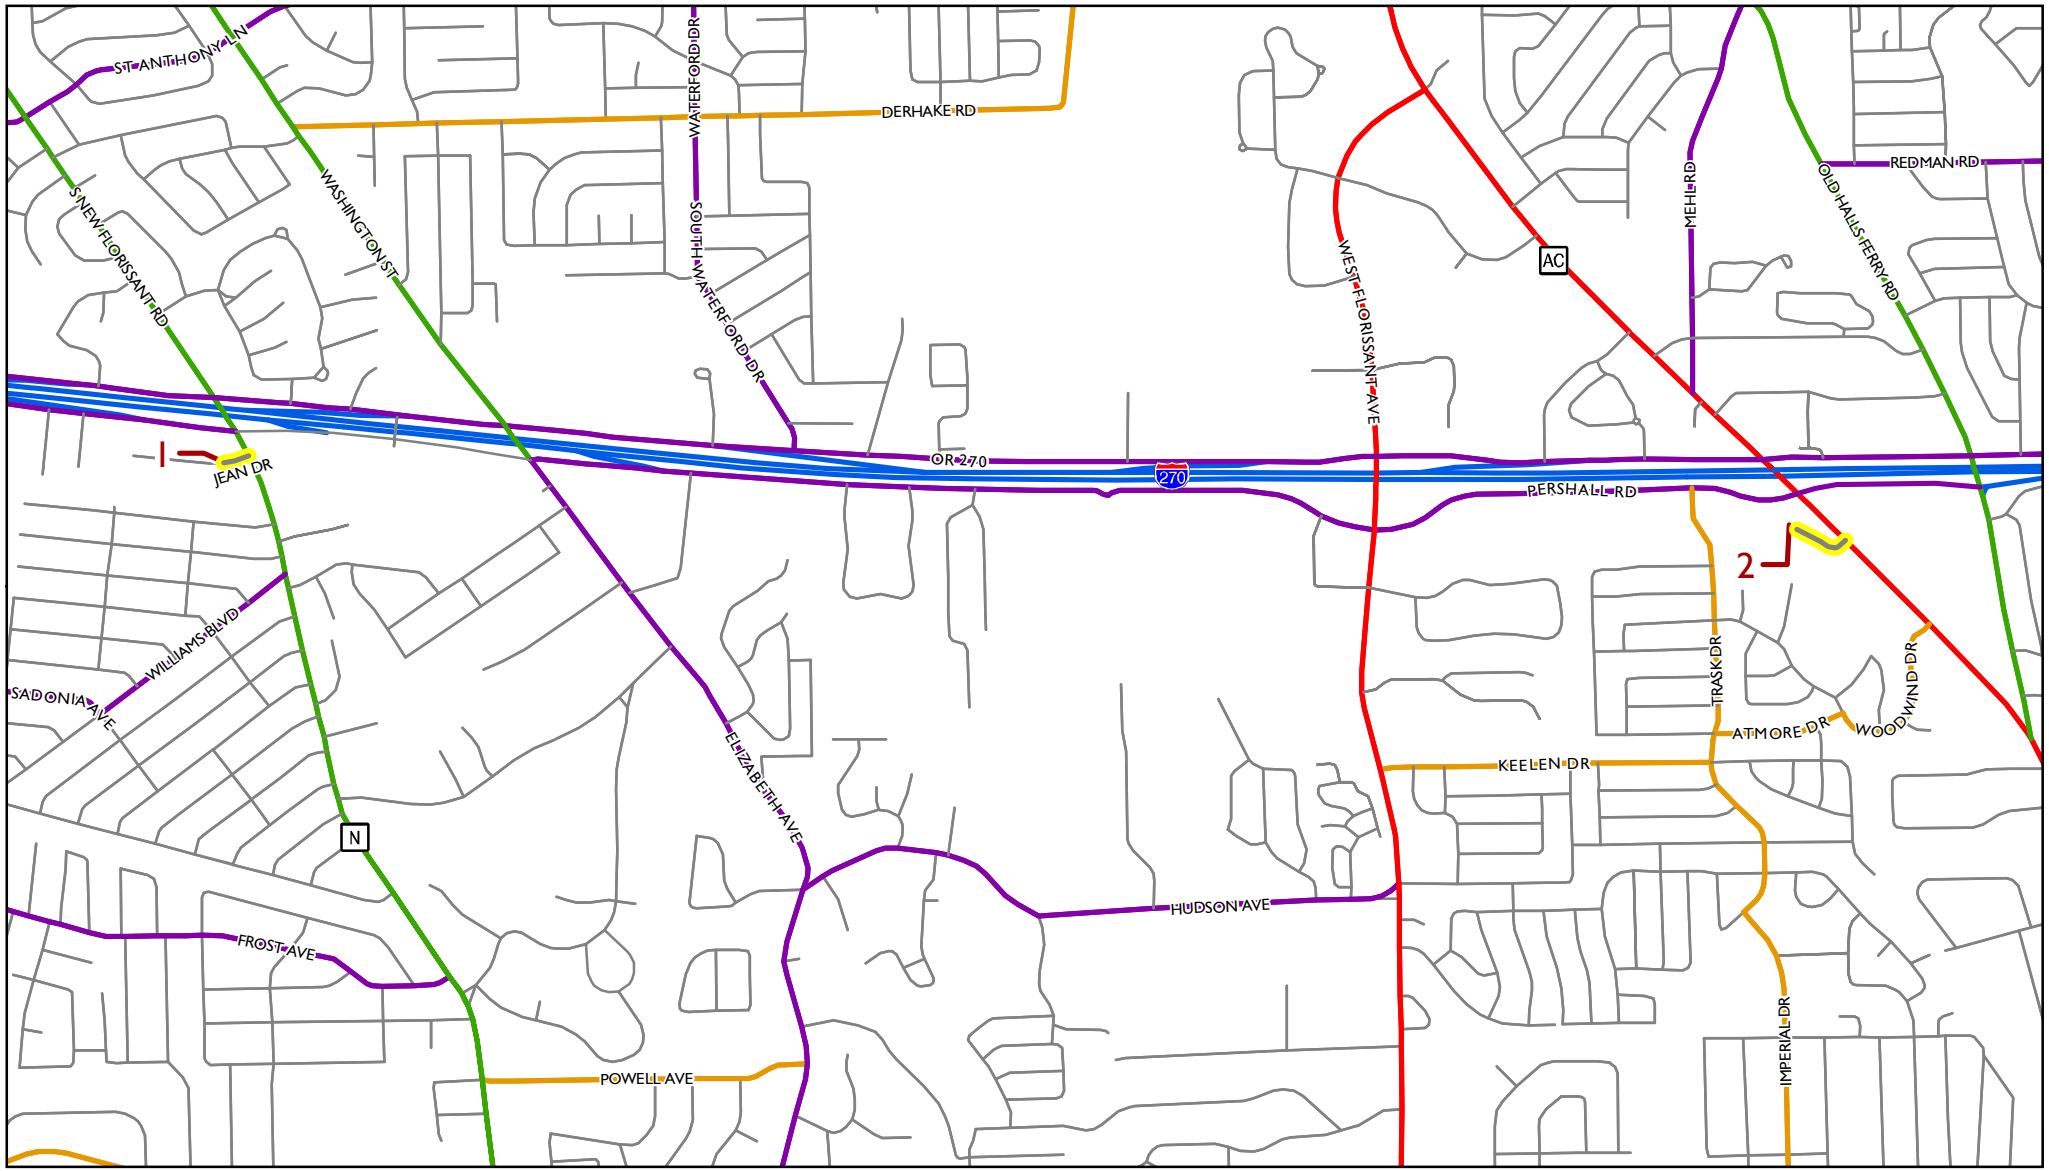 ST ANTHONY LN
WATERFORD DR
DERHAKE RD
REDMAN RD
S NEW FLORISSANT RD
WASHINGTON ST
SOUTH WATERFORD DR
MEHL RD
OLD HALLS FERRY RD
WEST FLORISSANT AVE
AC
1
JEAN DR
OR 270
270
PERSHALL RD
2
WILLIAMS BLVD
SADONIA AVE
TRASK DR
WOODWIND DR
ATMORE DR
ELIZABETH AVE
KEELEN DR
N
HUDSON AVE
FROST AVE
IMPERIAL DR
POWELL AVE